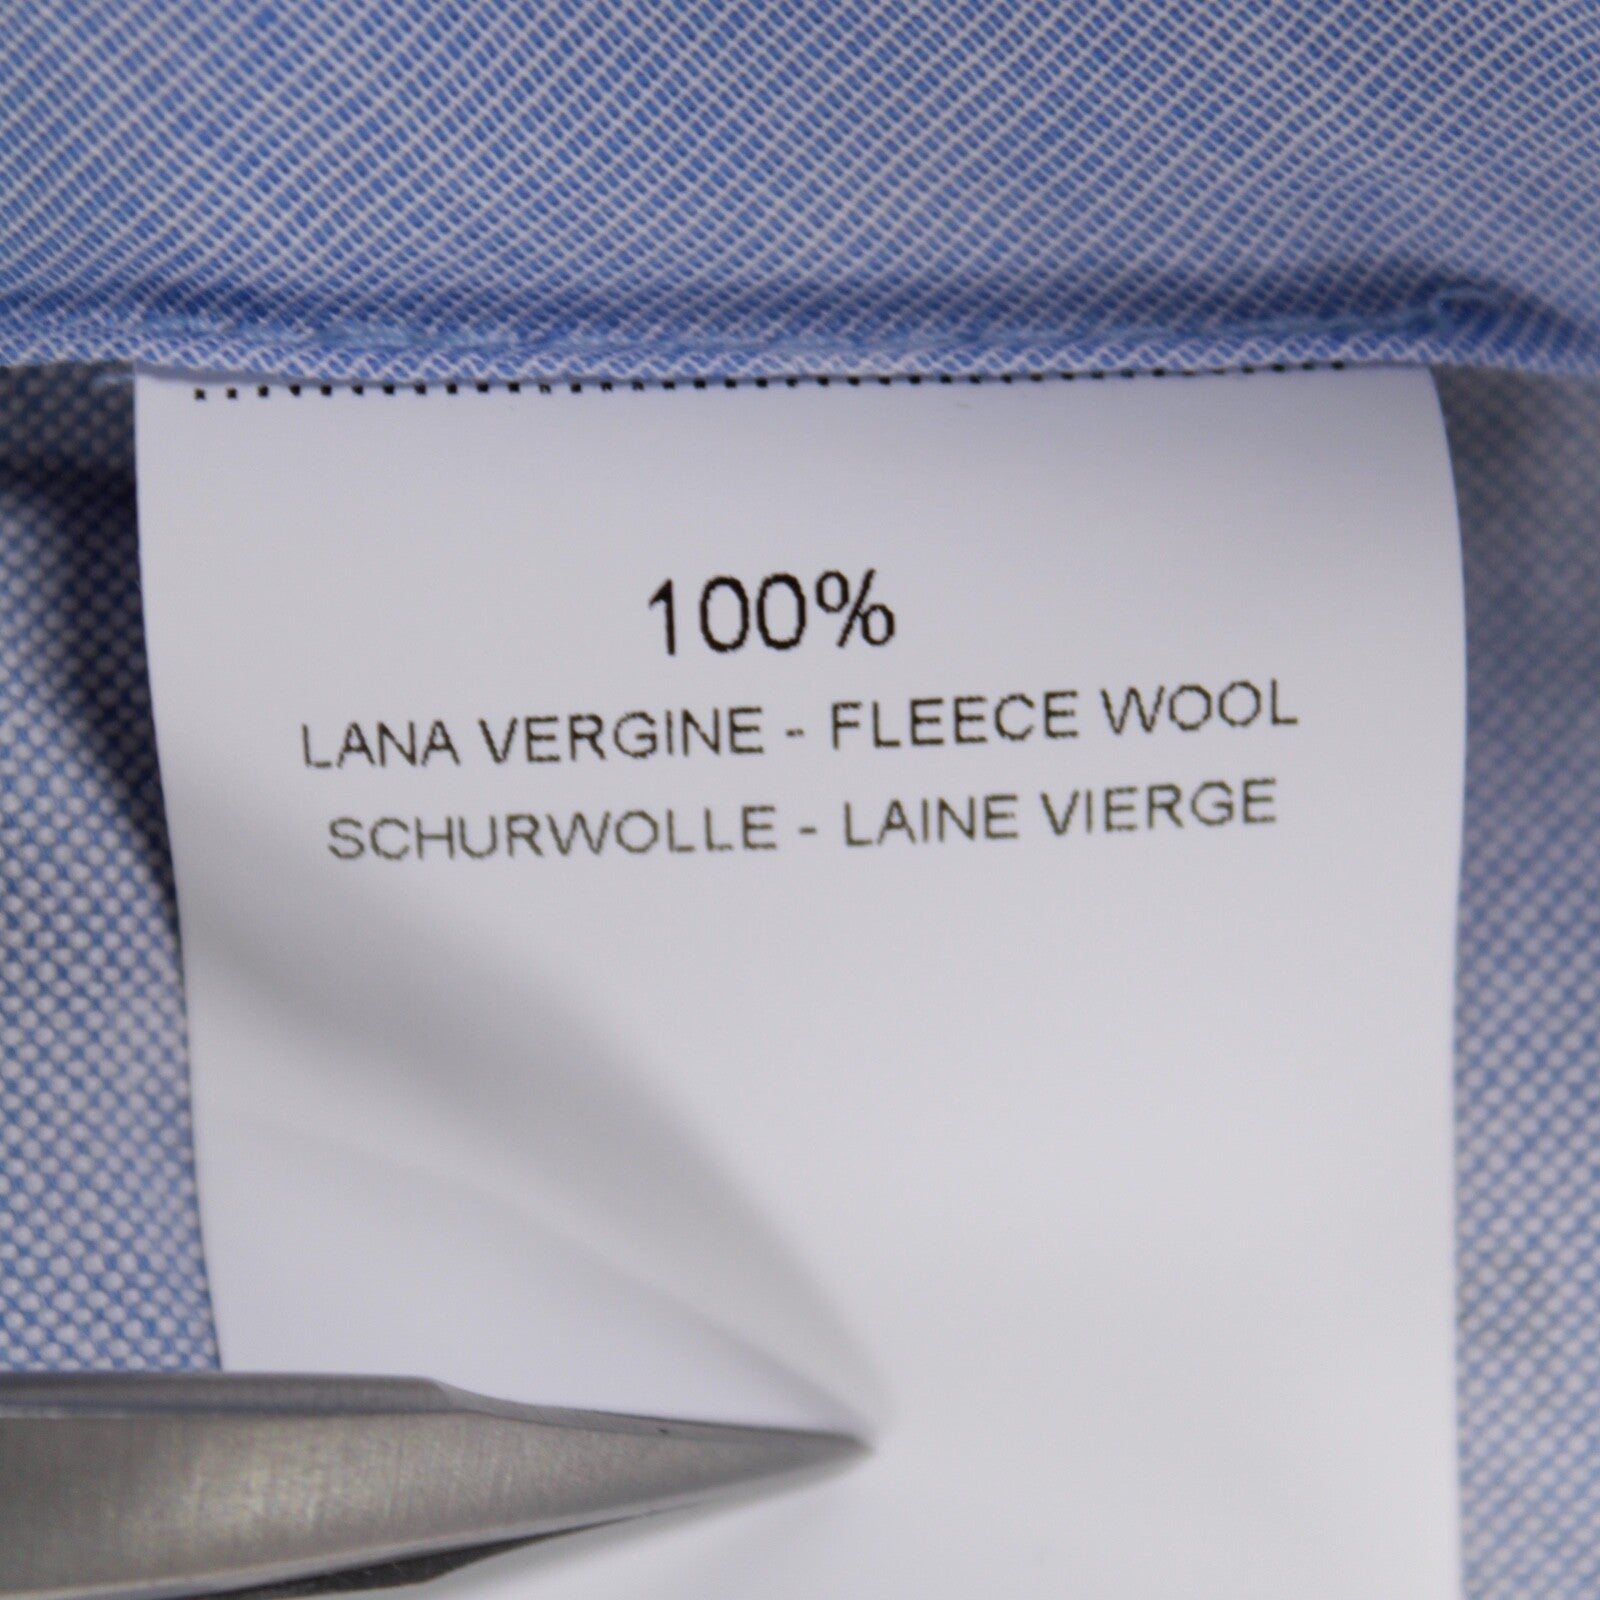 100%
LANA VERGINE - FLEECE WOOL
SCHURWOLLE - LAINE VIERGE